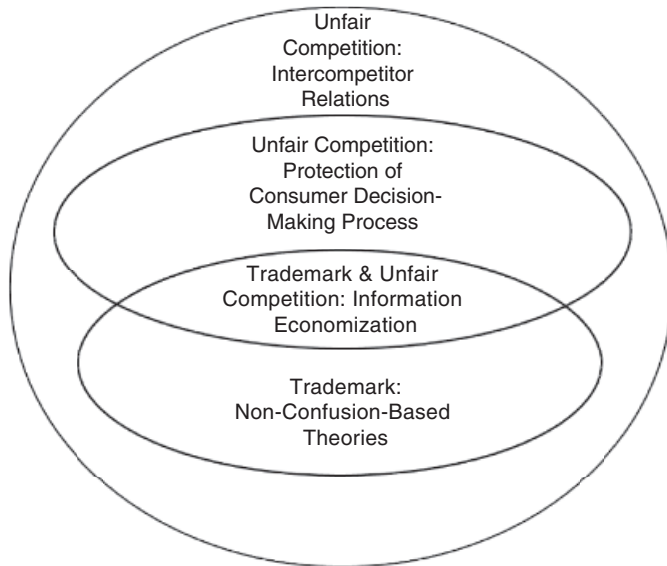 Unfair
Competition:
Intercompetitor
Relations
Unfair Competition:
Protection of
Consumer Decision-
Making Process
Trademark & Unfair
Competition: Information
Economization
Trademark:
Non-Confusion-Based
Theories